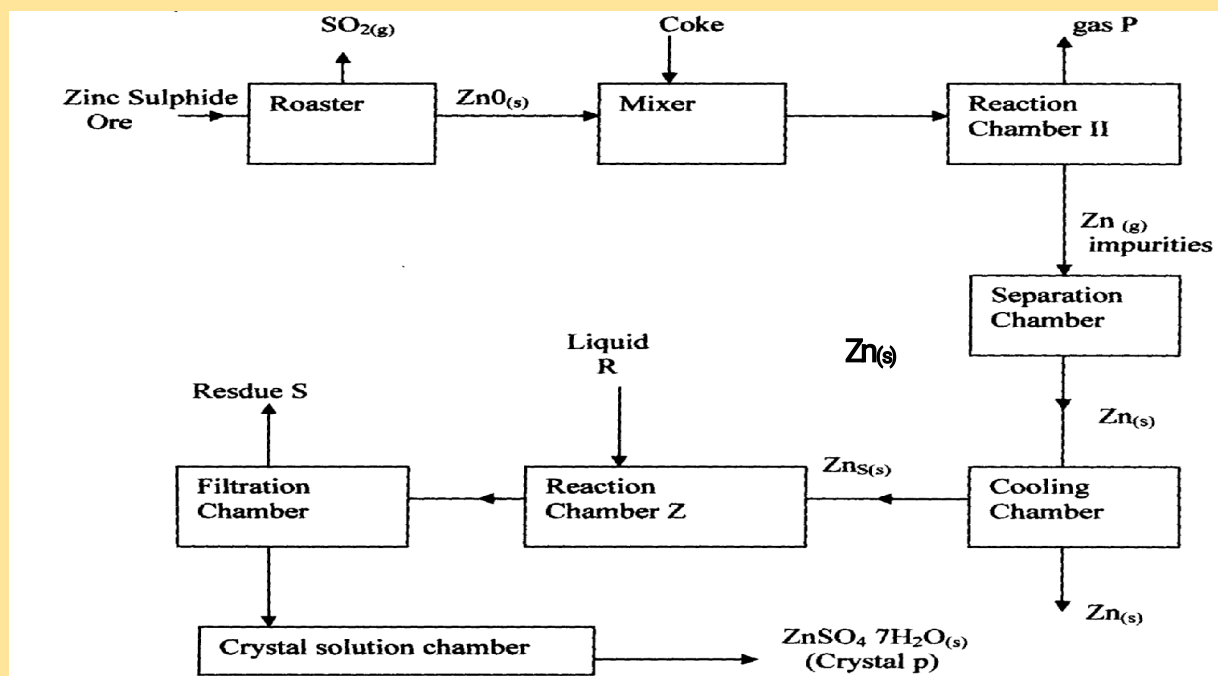 SO2(g)
Coke
gas P
Zinc Sulphide
Ore
Roaster
Zn0(s)
Mixer
Reaction
Chamber II
Zn (g)
impurities
Separation
Chamber
Liquid
R
Zn(s)
Resdue S
Zn(s)
Filtration
Chamber
Reaction
Chamber Z
ZnS(s)
Cooling
Chamber
Zn(s)
Crystal solution chamber
ZnSO4 7H2O(s)
(Crystal p)